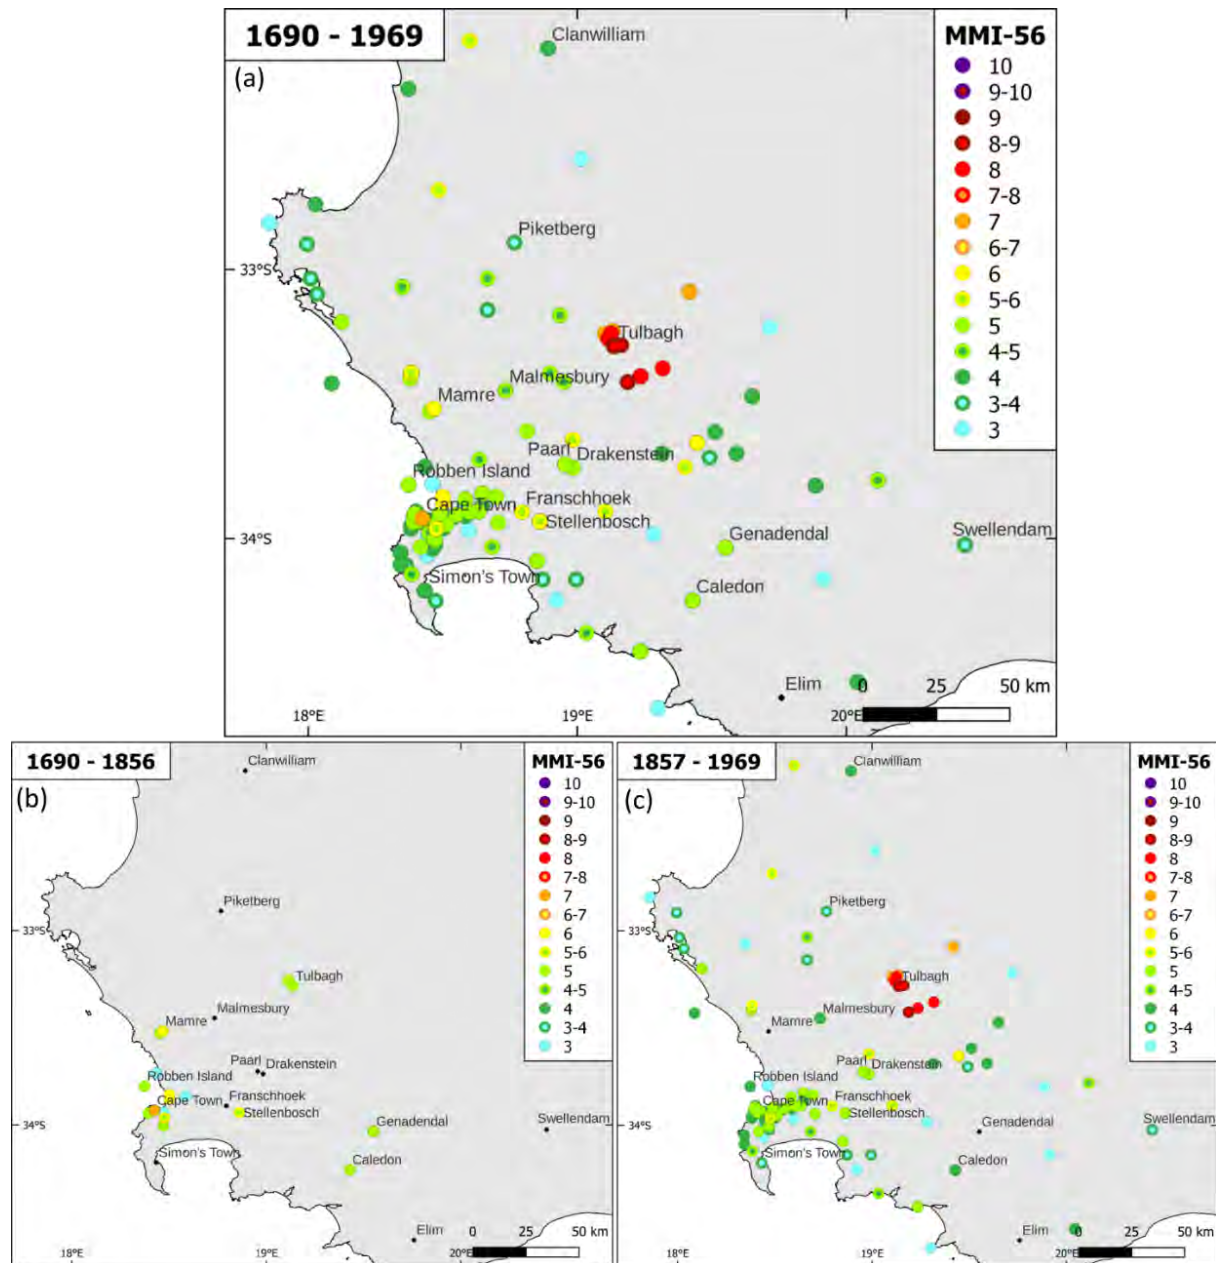 1690 - 1969
(a)
MMI-56
10
9-10
9
8-9
8
7-8
7
6-7
6
5-6
5
4-5
4
3-4
3
Clanwilliam
Piketberg
33°S
Tulbagh
Malmesbury
Mamre
Paarl
Drakenstein
Robben Island
Cape Town
Franschhoek
Stellenbosch
Genadendal
Swellendam
34°S
Simon's Town
Caledon
Elim
0 25 50 km
18°E
19°E
20°E
1690 - 1856
(b)
MMI-56
10
9-10
9
8-9
8
7-8
7
6-7
6
5-6
5
4-5
4
3-4
3
Clanwilliam
Piketberg
33°S
Tulbagh
Malmesbury
Mamre
Paarl
Drakenstein
Robben Island
Cape Town
Franschhoek
Stellenbosch
Genadendal
Swellendam
34°S
Simon's Town
Caledon
Elim
0 25 50 km
18°E
19°E
20°E
1857 - 1969
(c)
MMI-56
10
9-10
9
8-9
8
7-8
7
6-7
6
5-6
5
4-5
4
3-4
3
Clanwilliam
Piketberg
33°S
Tulbagh
Malmesbury
Mamre
Paarl
Drakenstein
Robben Island
Cape Town
Franschhoek
Stellenbosch
Genadendal
Swellendam
34°S
Simon's Town
Caledon
Elim
0 25 50 km
18°E
19°E
20°E